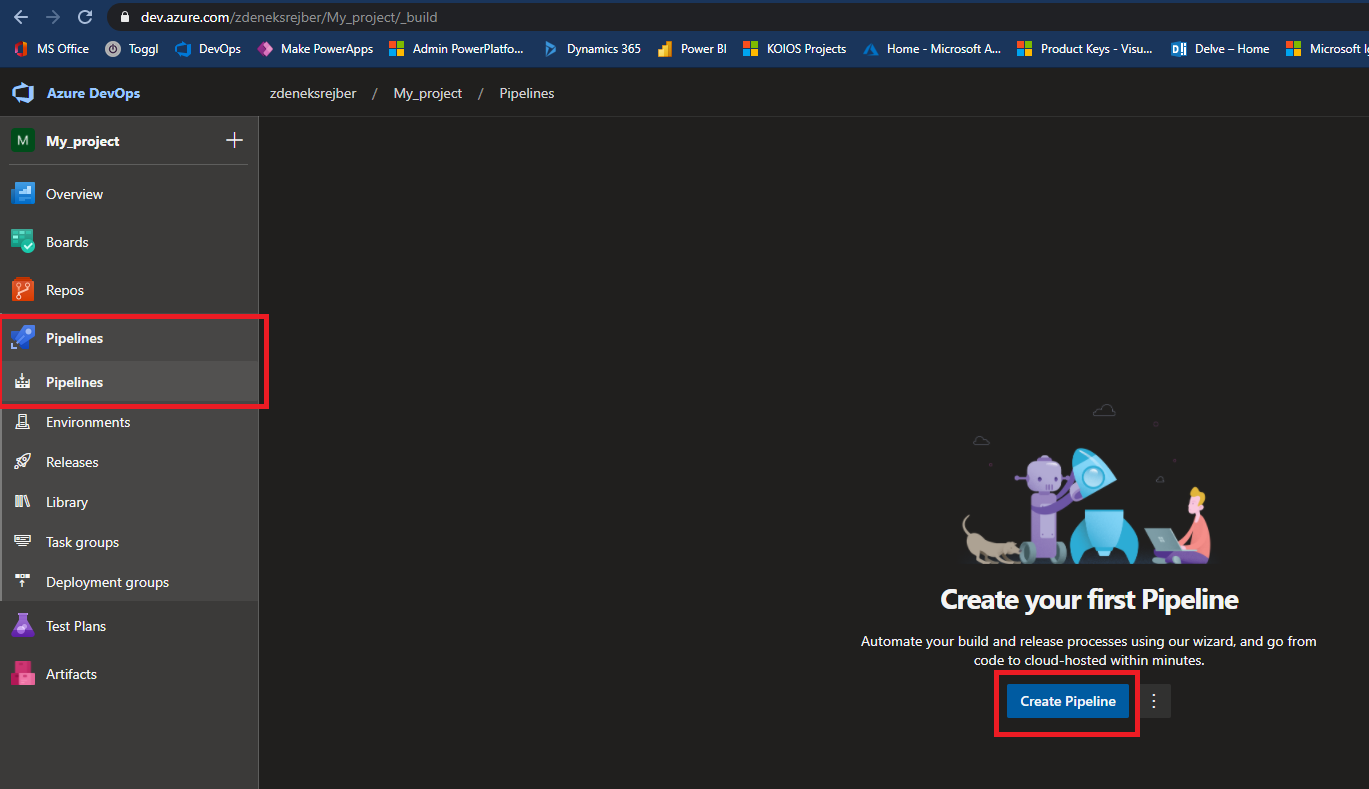 dev.azure.com/zdeneksrejber/My_project/_build
MS Office Toggl DevOps Make PowerApps Admin PowerPlatfo... Dynamics 365 Power BI KOIOS Projects Home - Microsoft A... Product Keys - Visu... Delve – Home Microsoft Ig
Azure DevOps
zdeneksrejber / My_project / Pipelines
M My_project
Overview
Boards
Repos
Pipelines
Pipelines
Environments
Releases
Library
Task groups
Deployment groups
Test Plans
Artifacts
Create your first Pipeline
Automate your build and release processes using our wizard, and go from
code to cloud-hosted within minutes.
Create Pipeline